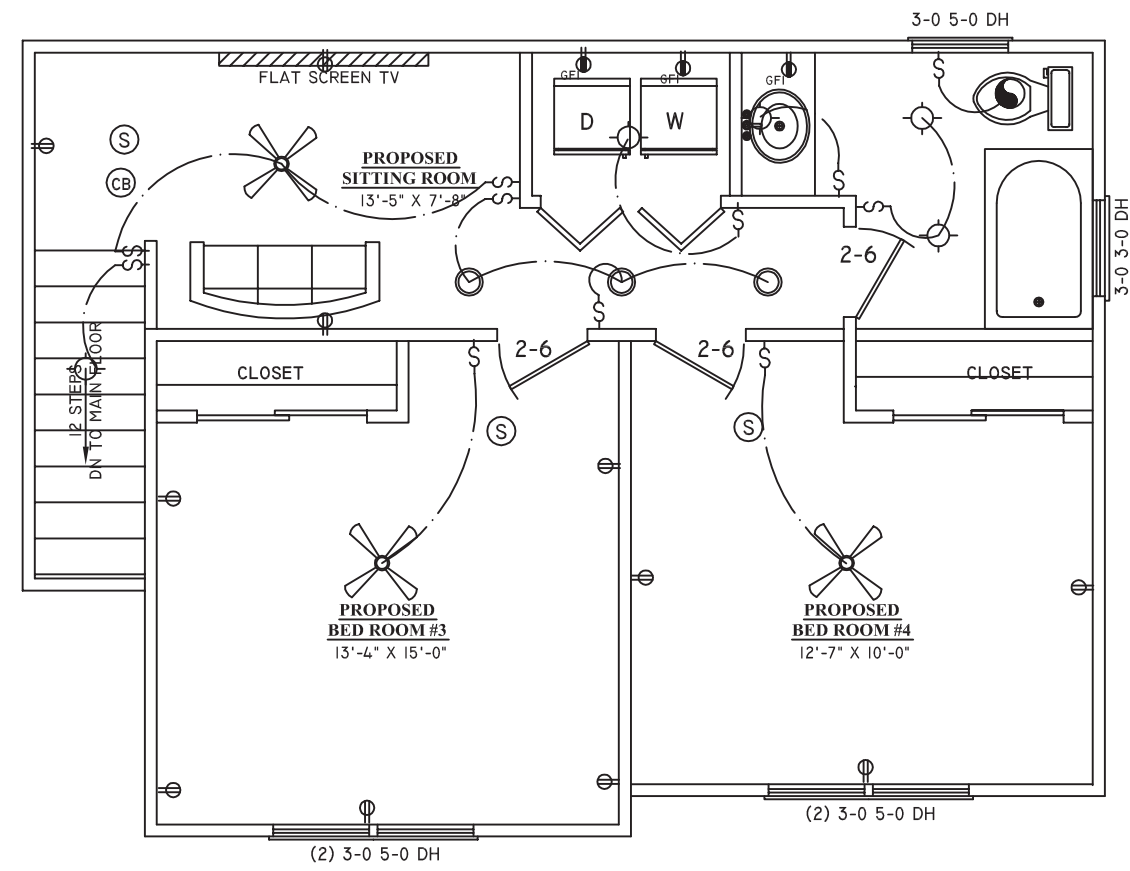 3-0 5-0 DH
FLAT SCREEN TV
GFI
GFI
GFI
D
W
S
CB
PROPOSED
SITTING ROOM
13'-5" X 7'-8"
S
S
S
S
S
S
S
S
S
2-6
3-0 3-0 DH
S
S
2-6
S
2-6
CLOSET
CLOSET
12 STEPS
DN TO MAIN FLOOR
S
S
PROPOSED
BED ROOM #3
13'-4" X 15'-0"
PROPOSED
BED ROOM #4
12'-7" X 10'-0"
(2) 3-0 5-0 DH
(2) 3-0 5-0 DH